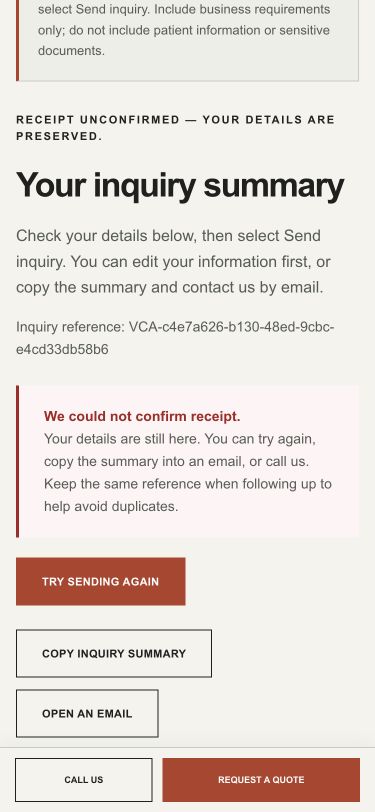 select Send inquiry. Include business requirements
only; do not include patient information or sensitive
documents.
RECEIPT UNCONFIRMED — YOUR DETAILS ARE
PRESERVED.
Your inquiry summary
Check your details below, then select Send
inquiry. You can edit your information first, or
copy the summary and contact us by email.
Inquiry reference: VCA-c4e7a626-b130-48ed-9cbc-
e4cd33db58b6
We could not confirm receipt.
Your details are still here. You can try again,
copy the summary into an email, or call us.
Keep the same reference when following up to
help avoid duplicates.
TRY SENDING AGAIN
COPY INQUIRY SUMMARY
OPEN AN EMAIL
CALL US
REQUEST A QUOTE